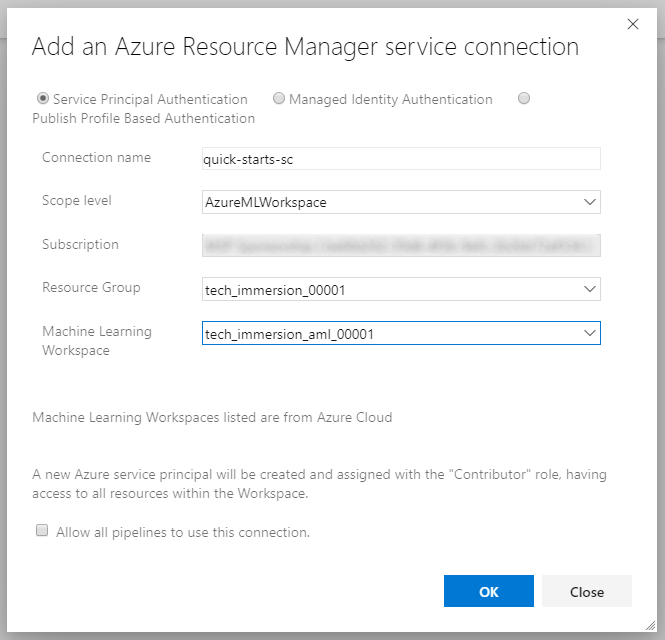 Add an Azure Resource Manager service connection
Service Principal Authentication Managed Identity Authentication
Publish Profile Based Authentication
Connection name quick-starts-sc
Scope level AzureMLWorkspace
Subscription
Resource Group tech_immersion_00001
Machine Learning
Workspace tech_immersion_aml_00001
Machine Learning Workspaces listed are from Azure Cloud
A new Azure service principal will be created and assigned with the "Contributor" role, having
access to all resources within the Workspace.
Allow all pipelines to use this connection.
OK Close